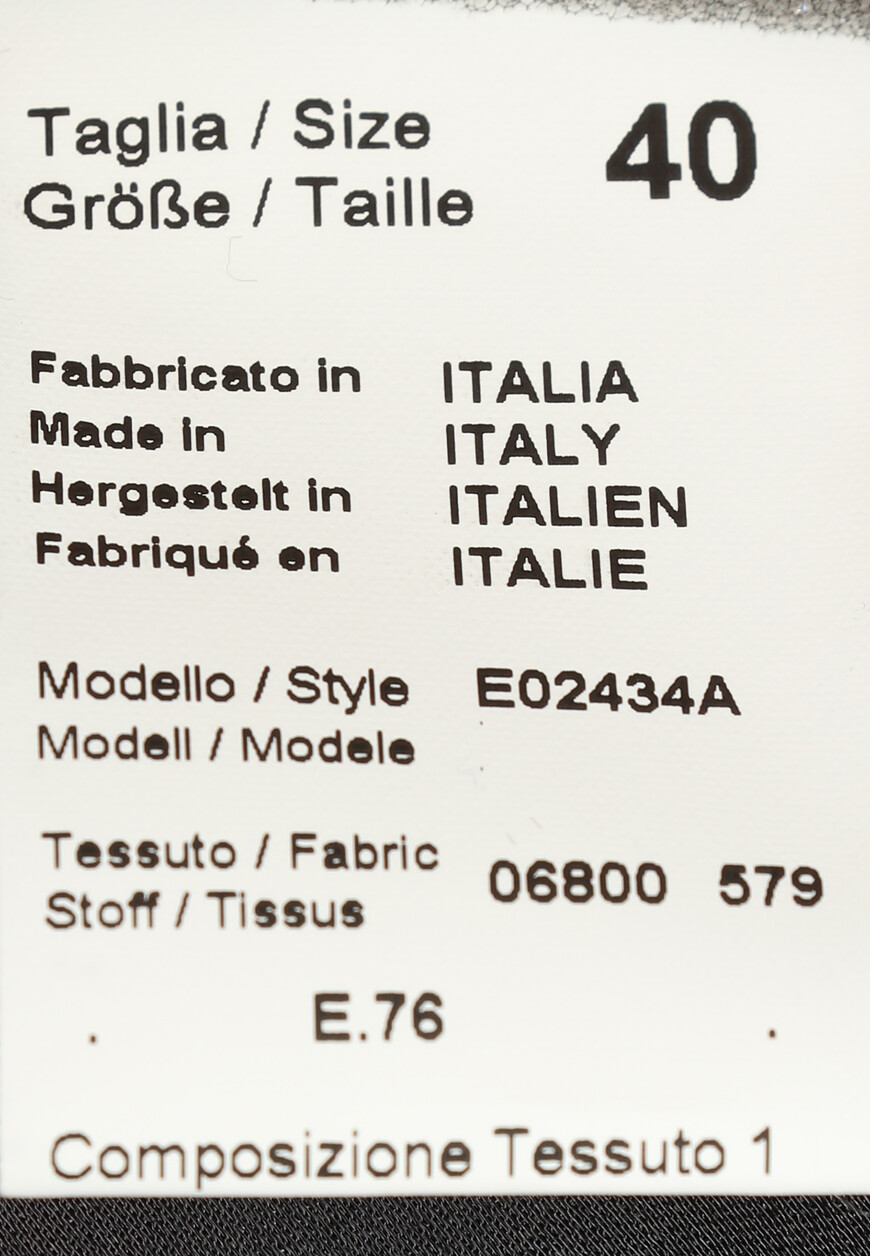 Taglia / Size 40
Größe / Taille
Fabbricato in ITALIA
Made in ITALY
Hergestelt in ITALIEN
Fabriqué en ITALIE
Modello / Style E02434A
Modell / Modele
Tessuto / Fabric 06800 579
Stoff / Tissus
. E.76 .
Composizione Tessuto 1